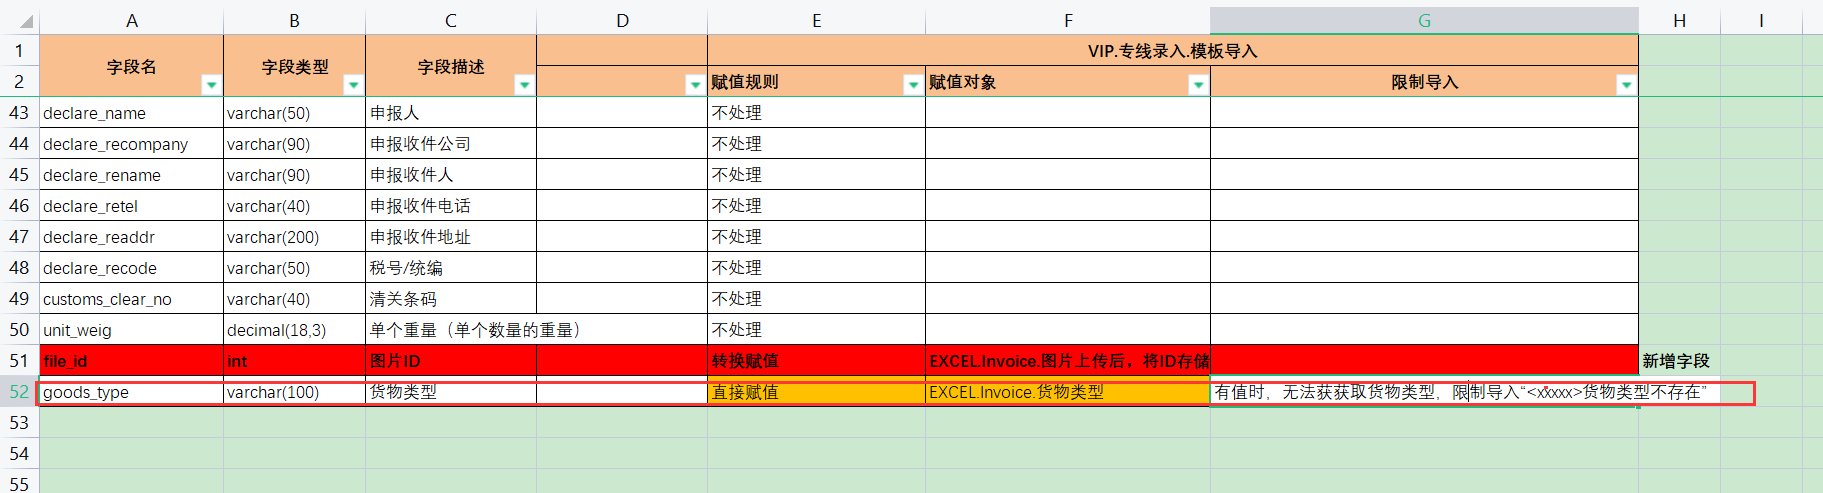 A B C D E F G H I
1 字段名 字段类型 字段描述 VIP.专线录入.模板导入
2 赋值规则 赋值对象 限制导入
43 declare_name varchar(50) 申报人 不处理
44 declare_recompany varchar(90) 申报收件公司 不处理
45 declare_rename varchar(90) 申报收件人 不处理
46 declare_retel varchar(40) 申报收件电话 不处理
47 declare_readdr varchar(200) 申报收件地址 不处理
48 declare_recode varchar(50) 税号/统编 不处理
49 customs_clear_no varchar(40) 清关条码 不处理
50 unit_weig decimal(18,3) 单个重量（单个数量的重量） 不处理
51 file_id int 图片ID 转换赋值 EXCEL.Invoice.图片上传后，将ID存储 新增字段
52 goods_type varchar(100) 货物类型 直接赋值 EXCEL.Invoice.货物类型 有值时，无法获获取货物类型，限制导入“<xxxxx>货物类型不存在”
53
54
55